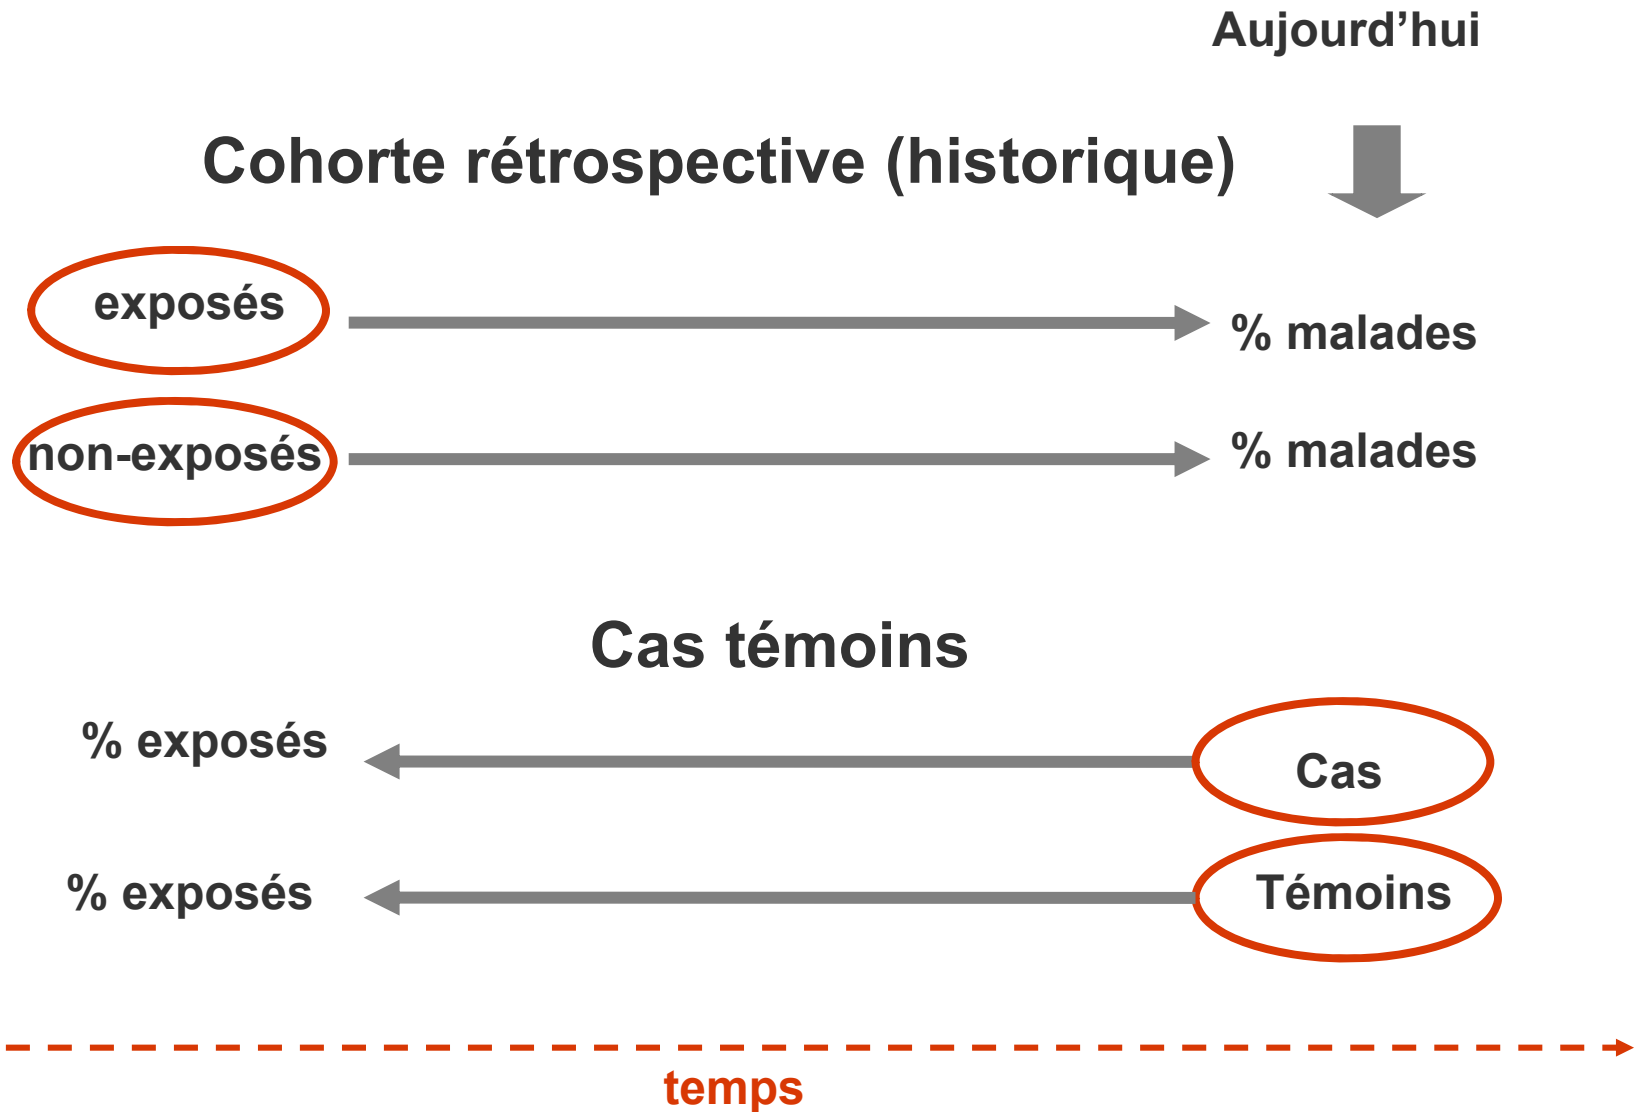 Aujourd’hui
Cohorte rétrospective (historique)
exposés
% malades
non-exposés
% malades
Cas témoins
% exposés
Cas
% exposés
Témoins
temps